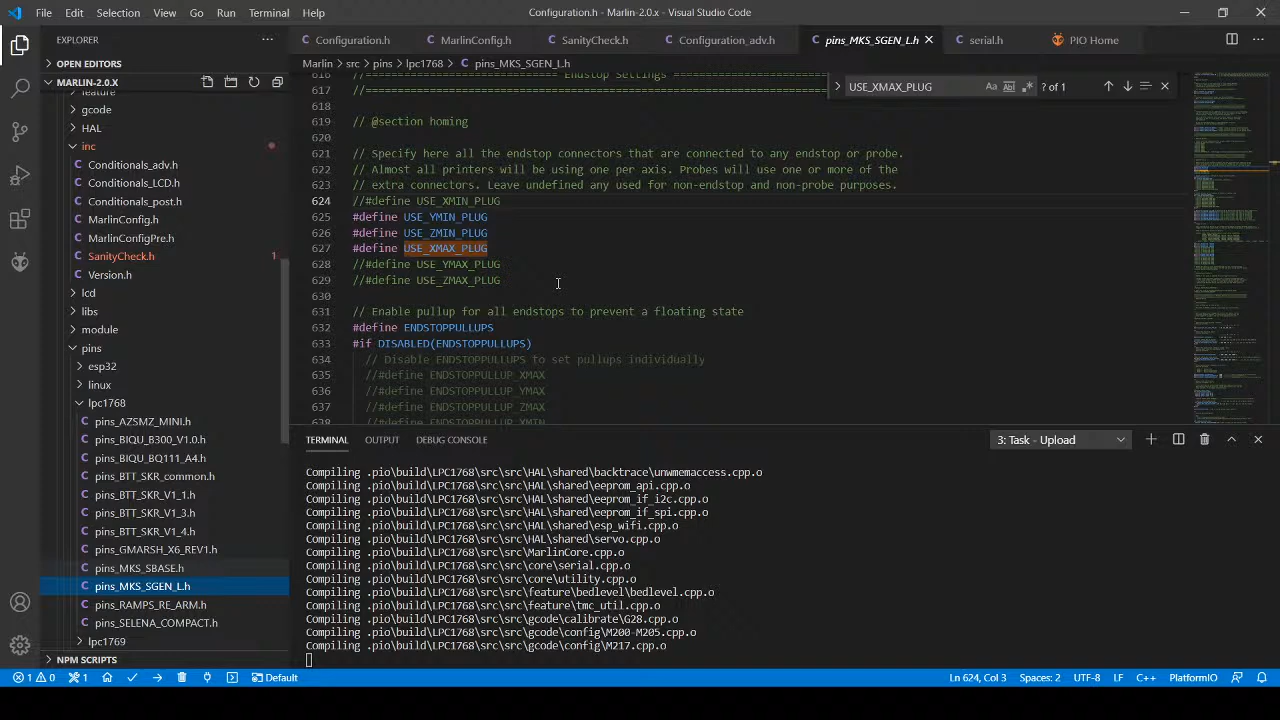 File Edit Selection View Go Run Terminal Help
Configuration.h - Marlin-2.0.x - Visual Studio Code
EXPLORER
OPEN EDITORS
MARLIN-2.0.X
feature
gcode
HAL
inc
Conditionals_adv.h
Conditionals_LCD.h
Conditionals_post.h
MarlinConfig.h
MarlinConfigPre.h
SanityCheck.h 1
Version.h
lcd
libs
module
pins
esp32
linux
lpc1768
pins_AZSMZ_MINI.h
pins_BIQU_B300_V1.0.h
pins_BIQU_BQ111_A4.h
pins_BTT_SKR_common.h
pins_BTT_SKR_V1_1.h
pins_BTT_SKR_V1_3.h
pins_BTT_SKR_V1_4.h
pins_GMARSH_X6_REV1.h
pins_MKS_SBASE.h
pins_MKS_SGEN_L.h
pins_RAMPS_RE_ARM.h
pins_SELENA_COMPACT.h
lpc1769
NPM SCRIPTS
Configuration.h MarlinConfig.h SanityCheck.h Configuration_adv.h pins_MKS_SGEN_L.h serial.h PIO Home
Marlin > src > pins > lpc1768 > pins_MKS_SGEN_L.h
USE_XMAX_PLUG Aa ? of 1
616 //============================= Endstop Settings =============================
617 //===========================================================================
618
619 // @section homing
620
621 // Specify here all the endstop connectors that are connected to any endstop or probe.
622 // Almost all printers will be using one per axis. Probes will use one or more of the
623 // extra connectors. Leave undefined any used for non-endstop and non-probe purposes.
624 //#define USE_XMIN_PLUG
625 #define USE_YMIN_PLUG
626 #define USE_ZMIN_PLUG
627 #define USE_XMAX_PLUG
628 //#define USE_YMAX_PLUG
629 //#define USE_ZMAX_PLUG
630
631 // Enable pullup for all endstops to prevent a floating state
632 #define ENDSTOPPULLUPS
633 #if DISABLED(ENDSTOPPULLUPS)
634 // Disable ENDSTOPPULLUPS to set pullups individually
635 //#define ENDSTOPPULLUP_XMAX
636 //#define ENDSTOPPULLUP_YMAX
637 //#define ENDSTOPPULLUP_ZMAX
638 //#define ENDSTOPPULLUP_XMIN
TERMINAL OUTPUT DEBUG CONSOLE
3: Task - Upload
Compiling .pio\build\LPC1768\src\src\HAL\shared\backtrace\unwmemaccess.cpp.o
Compiling .pio\build\LPC1768\src\src\HAL\shared\eeprom_api.cpp.o
Compiling .pio\build\LPC1768\src\src\HAL\shared\eeprom_if_i2c.cpp.o
Compiling .pio\build\LPC1768\src\src\HAL\shared\eeprom_if_spi.cpp.o
Compiling .pio\build\LPC1768\src\src\HAL\shared\esp_wifi.cpp.o
Compiling .pio\build\LPC1768\src\src\HAL\shared\servo.cpp.o
Compiling .pio\build\LPC1768\src\src\MarlinCore.cpp.o
Compiling .pio\build\LPC1768\src\src\core\serial.cpp.o
Compiling .pio\build\LPC1768\src\src\core\utility.cpp.o
Compiling .pio\build\LPC1768\src\src\feature\bedlevel\bedlevel.cpp.o
Compiling .pio\build\LPC1768\src\src\feature\tmc_util.cpp.o
Compiling .pio\build\LPC1768\src\src\gcode\calibrate\G28.cpp.o
Compiling .pio\build\LPC1768\src\src\gcode\config\M200-M205.cpp.o
Compiling .pio\build\LPC1768\src\src\gcode\config\M217.cpp.o
1 0 1 Default Ln 624, Col 3 Spaces: 2 UTF-8 LF C++ PlatformIO